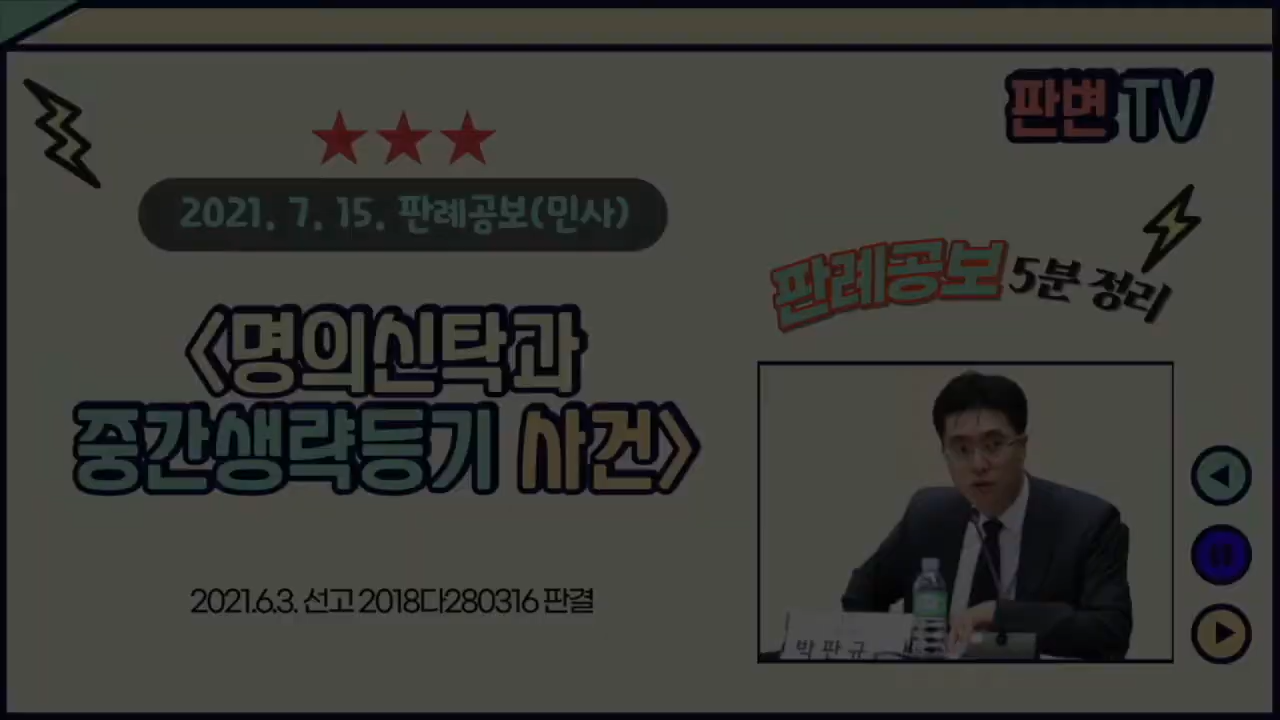 판변 TV
2021. 7. 15. 판례공보(민사)
판례공보 5분 정리
<명의신탁과
중간생략등기 사건>
2021.6.3. 선고 2018다280316 판결
박 판 규